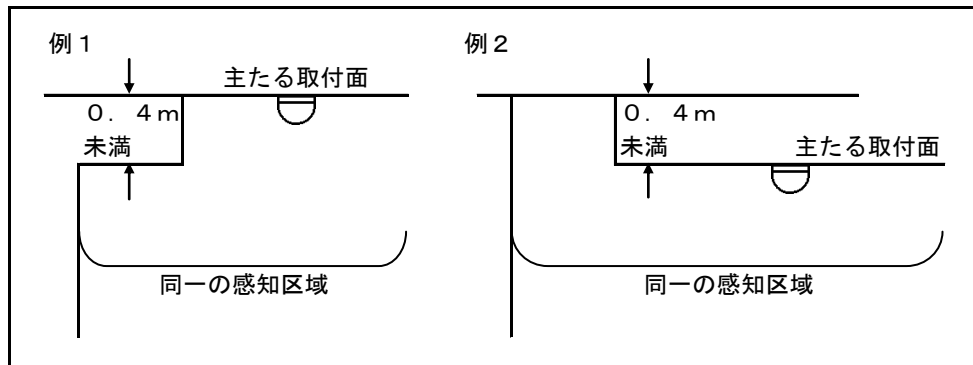 例１
主たる取付面
０．４ｍ
未満
同一の感知区域
例２
０．４ｍ
未満
主たる取付面
同一の感知区域